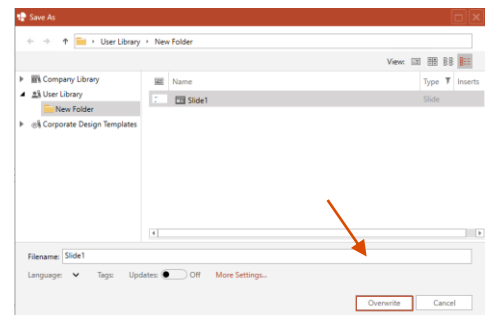 Save As
User Library › New Folder
View:
Company Library
User Library
New Folder
Corporate Design Templates
Name Type Inserts
Slide1 Slide
Filename: Slide1
Language: Tags: Updates: Off More Settings...
Overwrite Cancel